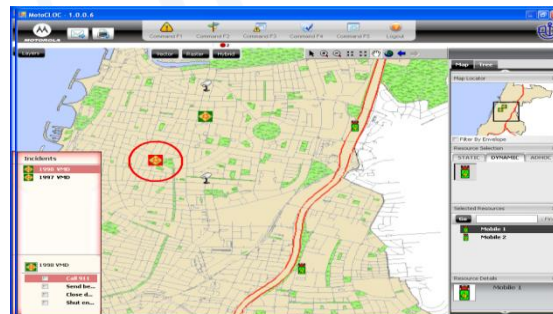 MotoCLOC - 1.0.0.6
MOTOROLA
Command F1 Command F2 Command F3 Command F4 Command F5 Logout
Layers Vector Raster Hybrid
Map Tree
Map Locator
Filter By Envelope
Resource Selection
STATIC DYNAMIC ADHOC
Selected Resources
Go
Mobile 1
Mobile 2
Resource Details
Mobile 1
Incidents
1998 VMD
1997 VMD
1998 VMD
Call 911
Send be...
Close d...
Shut on...